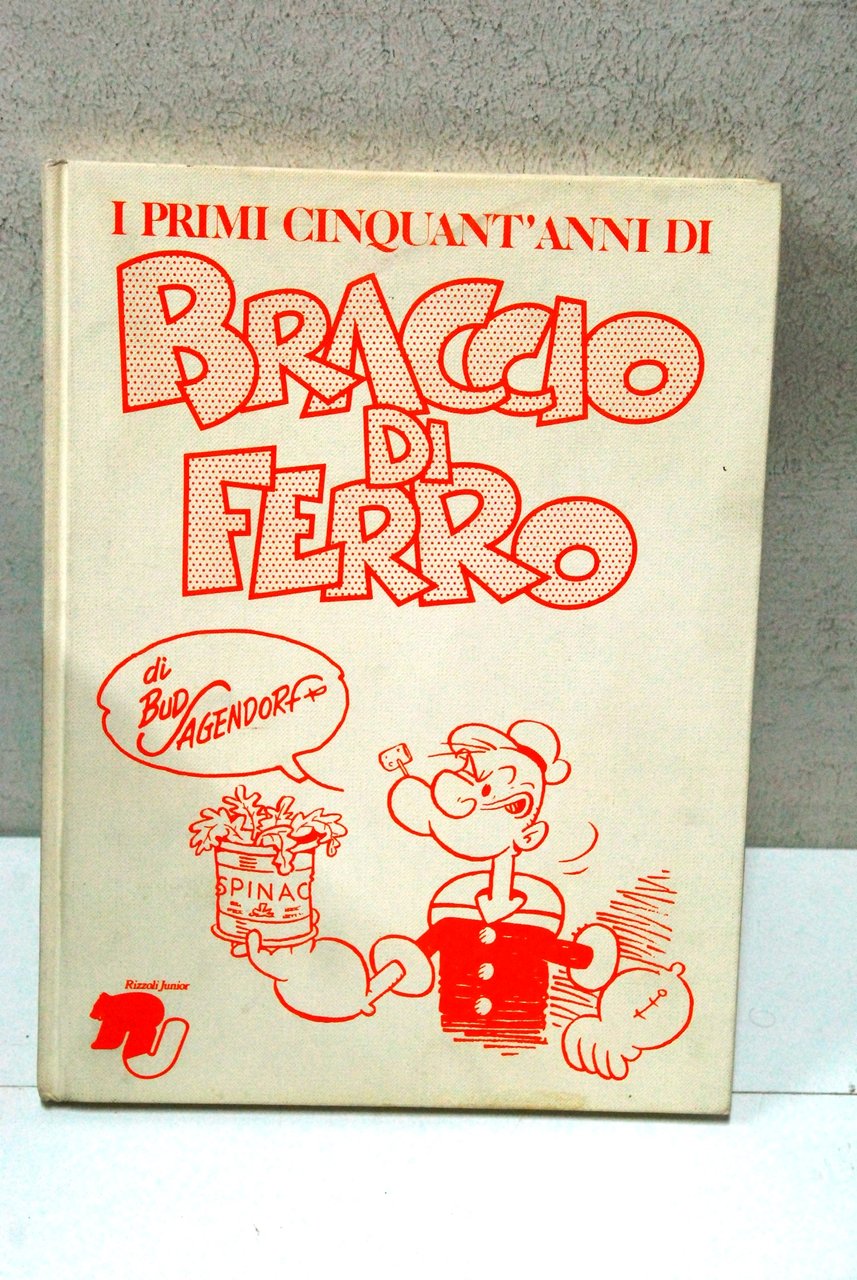 I PRIMI CINQUANT'ANNI DI
BRACCIO
DI
FERRO
di
BUD
SAGENDORF
SPINAC
Rizzoli Junior